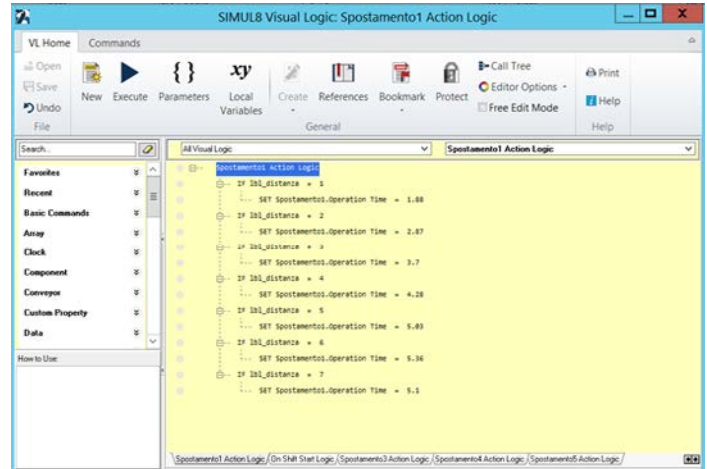 SIMUL8 Visual Logic: Spostamento1 Action Logic
VL Home Commands
Open
Save
Undo
File
New Execute Parameters Local Variables Create References Bookmark Protect
Call Tree
Editor Options
Free Edit Mode
General
Print
Help
Help
Search..
All Visual Logic
Spostamento1 Action Logic
Favorites
Recent
Basic Commands
Array
Clock
Component
Conveyor
Custom Property
Data
How to Use:
Spostamento1 Action Logic
IF lbl_distanza = 1
SET Spostamento1.Operation Time = 1.88
IF lbl_distanza = 2
SET Spostamento1.Operation Time = 2.87
IF lbl_distanza = 3
SET Spostamento1.Operation Time = 3.7
IF lbl_distanza = 4
SET Spostamento1.Operation Time = 4.28
IF lbl_distanza = 5
SET Spostamento1.Operation Time = 5.03
IF lbl_distanza = 6
SET Spostamento1.Operation Time = 5.36
IF lbl_distanza = 7
SET Spostamento1.Operation Time = 5.1
Spostamento1 Action Logic On Shift Start Logic Spostamento3 Action Logic Spostamento4 Action Logic Spostamento5 Action Logic